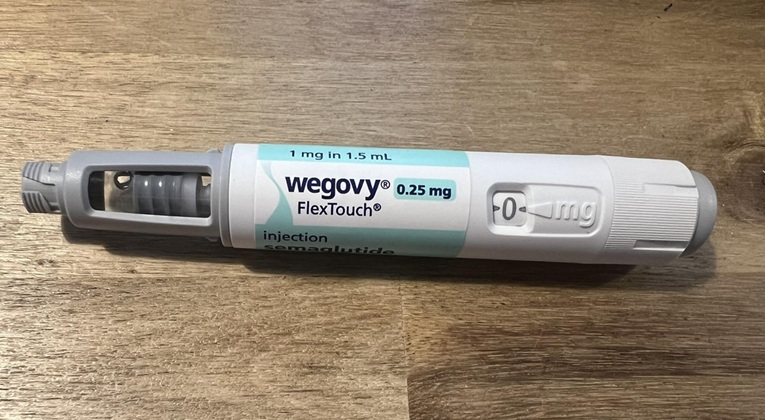 1 mg in 1.5 mL
wegovy® 0.25 mg
FlexTouch®
injection
semaglutide
0 mg